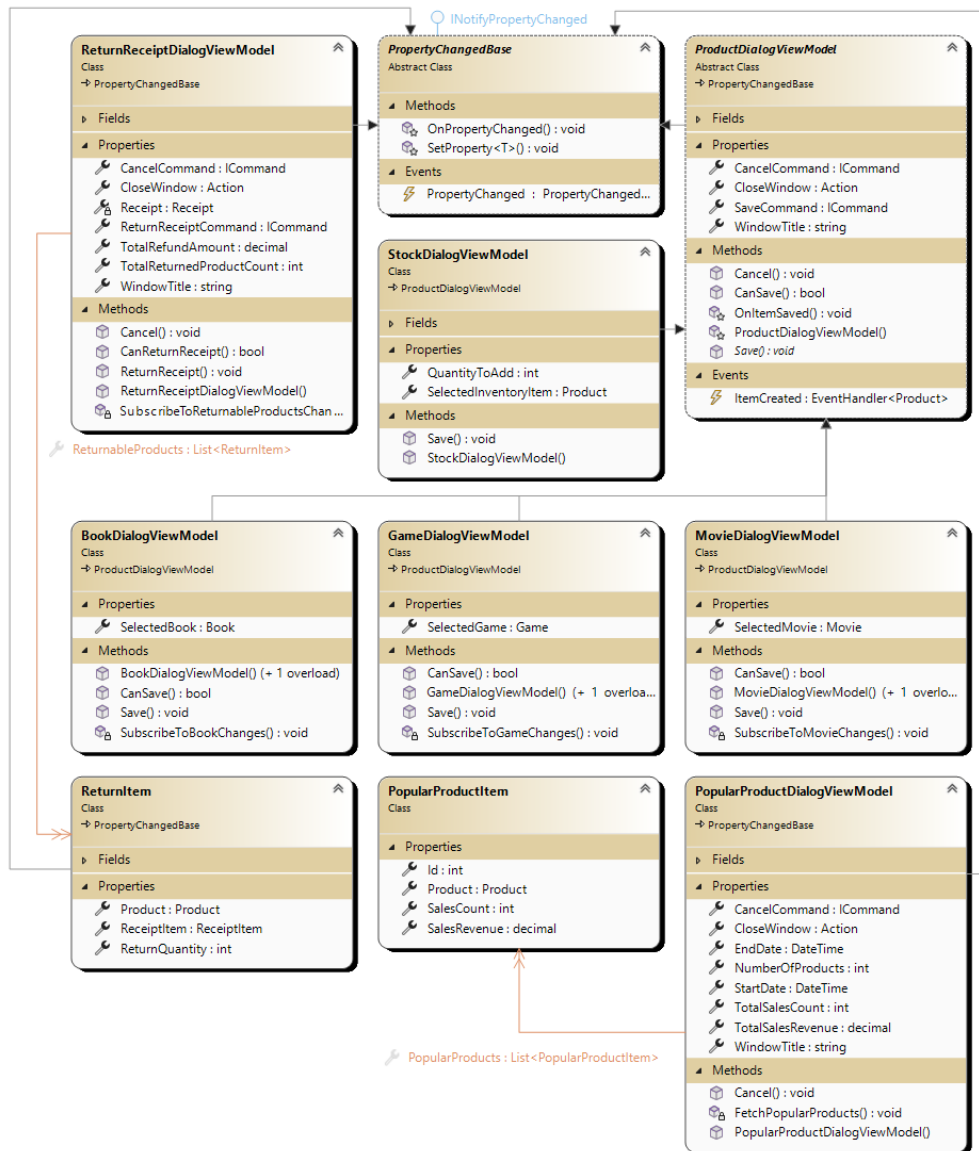 INotifyPropertyChanged
ReturnReceiptDialogViewModel
Class
PropertyChangedBase
Fields
Properties
CancelCommand : ICommand
CloseWindow : Action
Receipt : Receipt
ReturnReceiptCommand : ICommand
TotalRefundAmount : decimal
TotalReturnedProductCount : int
WindowTitle : string
Methods
Cancel() : void
CanReturnReceipt() : bool
ReturnReceipt() : void
ReturnReceiptDialogViewModel()
SubscribeToReturnableProductsChan ...
ReturnableProducts : List<ReturnItem>
PropertyChangedBase
Abstract Class
Methods
OnPropertyChanged() : void
SetProperty<T>() : void
Events
PropertyChanged : PropertyChanged...
StockDialogViewModel
Class
ProductDialogViewModel
Fields
Properties
QuantityToAdd : int
SelectedInventoryItem : Product
Methods
Save() : void
StockDialogViewModel()
ProductDialogViewModel
Abstract Class
PropertyChangedBase
Fields
Properties
CancelCommand : ICommand
CloseWindow : Action
SaveCommand : ICommand
WindowTitle : string
Methods
Cancel() : void
CanSave() : bool
OnItemSaved() : void
ProductDialogViewModel()
Save() : void
Events
ItemCreated : EventHandler<Product>
BookDialogViewModel
Class
ProductDialogViewModel
Properties
SelectedBook : Book
Methods
BookDialogViewModel() (+ 1 overload)
CanSave() : bool
Save() : void
SubscribeToBookChanges() : void
GameDialogViewModel
Class
ProductDialogViewModel
Properties
SelectedGame : Game
Methods
CanSave() : bool
GameDialogViewModel() (+ 1 overloa...
Save() : void
SubscribeToGameChanges() : void
MovieDialogViewModel
Class
ProductDialogViewModel
Properties
SelectedMovie : Movie
Methods
CanSave() : bool
MovieDialogViewModel() (+ 1 overlo...
Save() : void
SubscribeToMovieChanges() : void
ReturnItem
Class
PropertyChangedBase
Fields
Properties
Product : Product
ReceiptItem : ReceiptItem
ReturnQuantity : int
PopularProductItem
Class
Properties
Id : int
Product : Product
SalesCount : int
SalesRevenue : decimal
PopularProducts : List<PopularProductItem>
PopularProductDialogViewModel
Class
PropertyChangedBase
Fields
Properties
CancelCommand : ICommand
CloseWindow : Action
EndDate : DateTime
NumberOfProducts : int
StartDate : DateTime
TotalSalesCount : int
TotalSalesRevenue : decimal
WindowTitle : string
Methods
Cancel() : void
FetchPopularProducts() : void
PopularProductDialogViewModel()